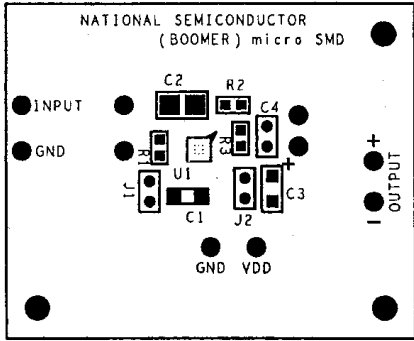 NATIONAL SEMICONDUCTOR
(BOOMER) micro SMD
C2
R2
INPUT
C4
R3
+
GND
R1
+
U1
J1
C1
J2
C3
OUTPUT
-
GND VDD